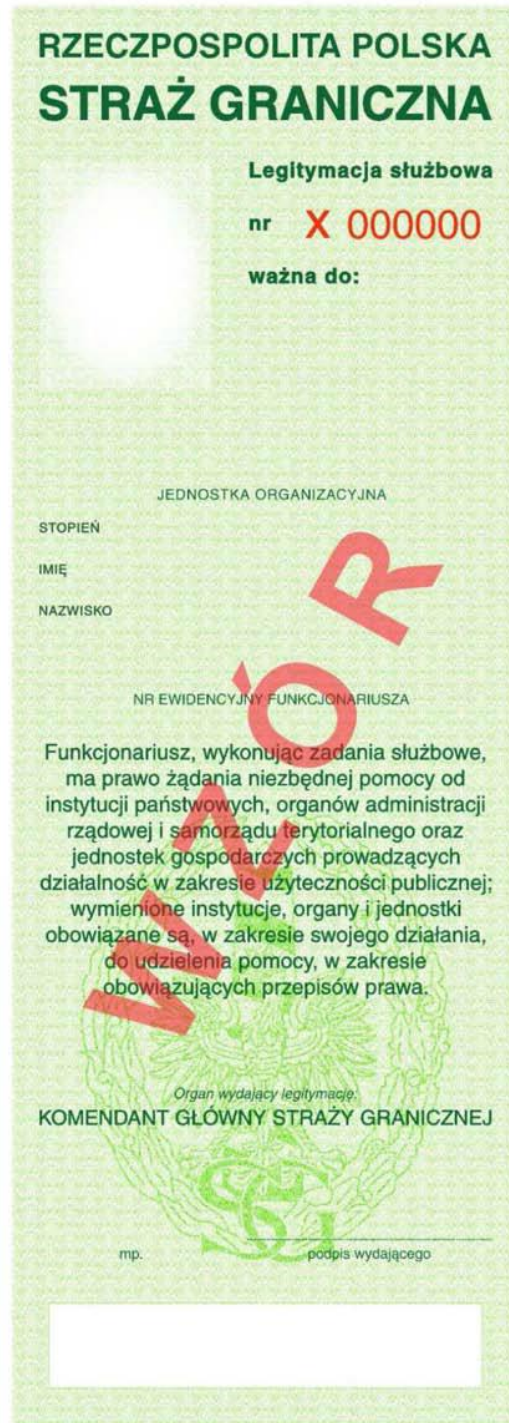 RZECZPOSPOLITA POLSKA
STRAŻ GRANICZNA
Legitymacja służbowa
nr X 000000
ważna do:
JEDNOSTKA ORGANIZACYJNA
STOPIEŃ
IMIĘ
NAZWISKO
NR EWIDENCYJNY FUNKCJONARIUSZA
Funkcjonariusz, wykonując zadania służbowe,
ma prawo żądania niezbędnej pomocy od
instytucji państwowych, organów administracji
rządowej i samorządu terytorialnego oraz
jednostek gospodarczych prowadzących
działalność w zakresie użyteczności publicznej;
wymienione instytucje, organy i jednostki
obowiązane są, w zakresie swojego działania,
do udzielenia pomocy, w zakresie
obowiązujących przepisów prawa.
WZÓR
Organ wydający legitymację:
KOMENDANT GŁÓWNY STRAŻY GRANICZNEJ
SG
mp. podpis wydającego